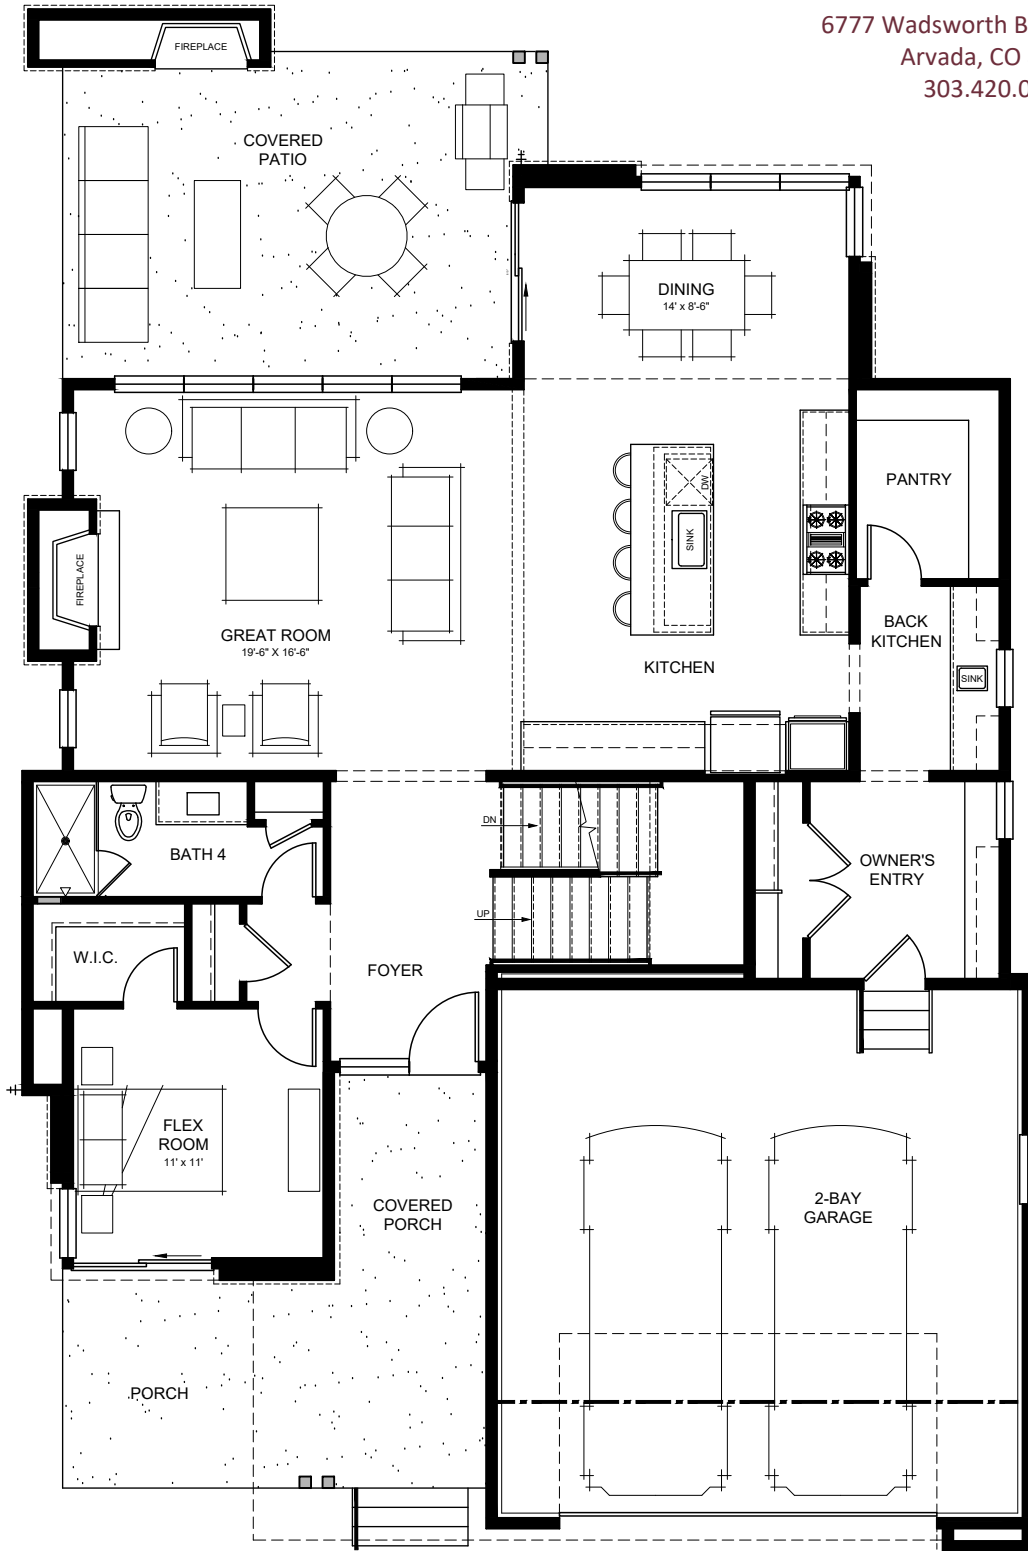 6777 Wadsworth B
Arvada, CO
303.420.0
FIREPLACE
COVERED
PATIO
DINING
14' x 8'-6"
PANTRY
DW
SINK
FIREPLACE
GREAT ROOM
19'-6" X 16'-6"
KITCHEN
BACK
KITCHEN
SINK
DN
BATH 4
OWNER'S
ENTRY
UP
W.I.C.
FOYER
FLEX
ROOM
11' x 11'
COVERED
PORCH
2-BAY
GARAGE
PORCH